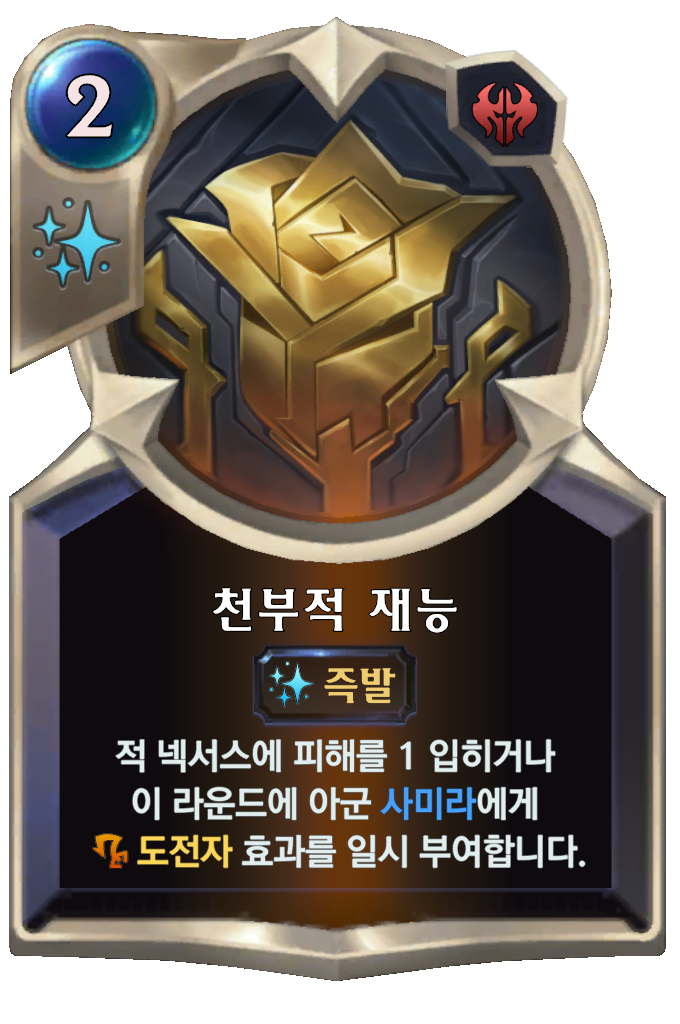 2
천부적 재능
즉발
적 넥서스에 피해를 1 입히거나
이 라운드에 아군 사미라에게
도전자 효과를 일시 부여합니다.